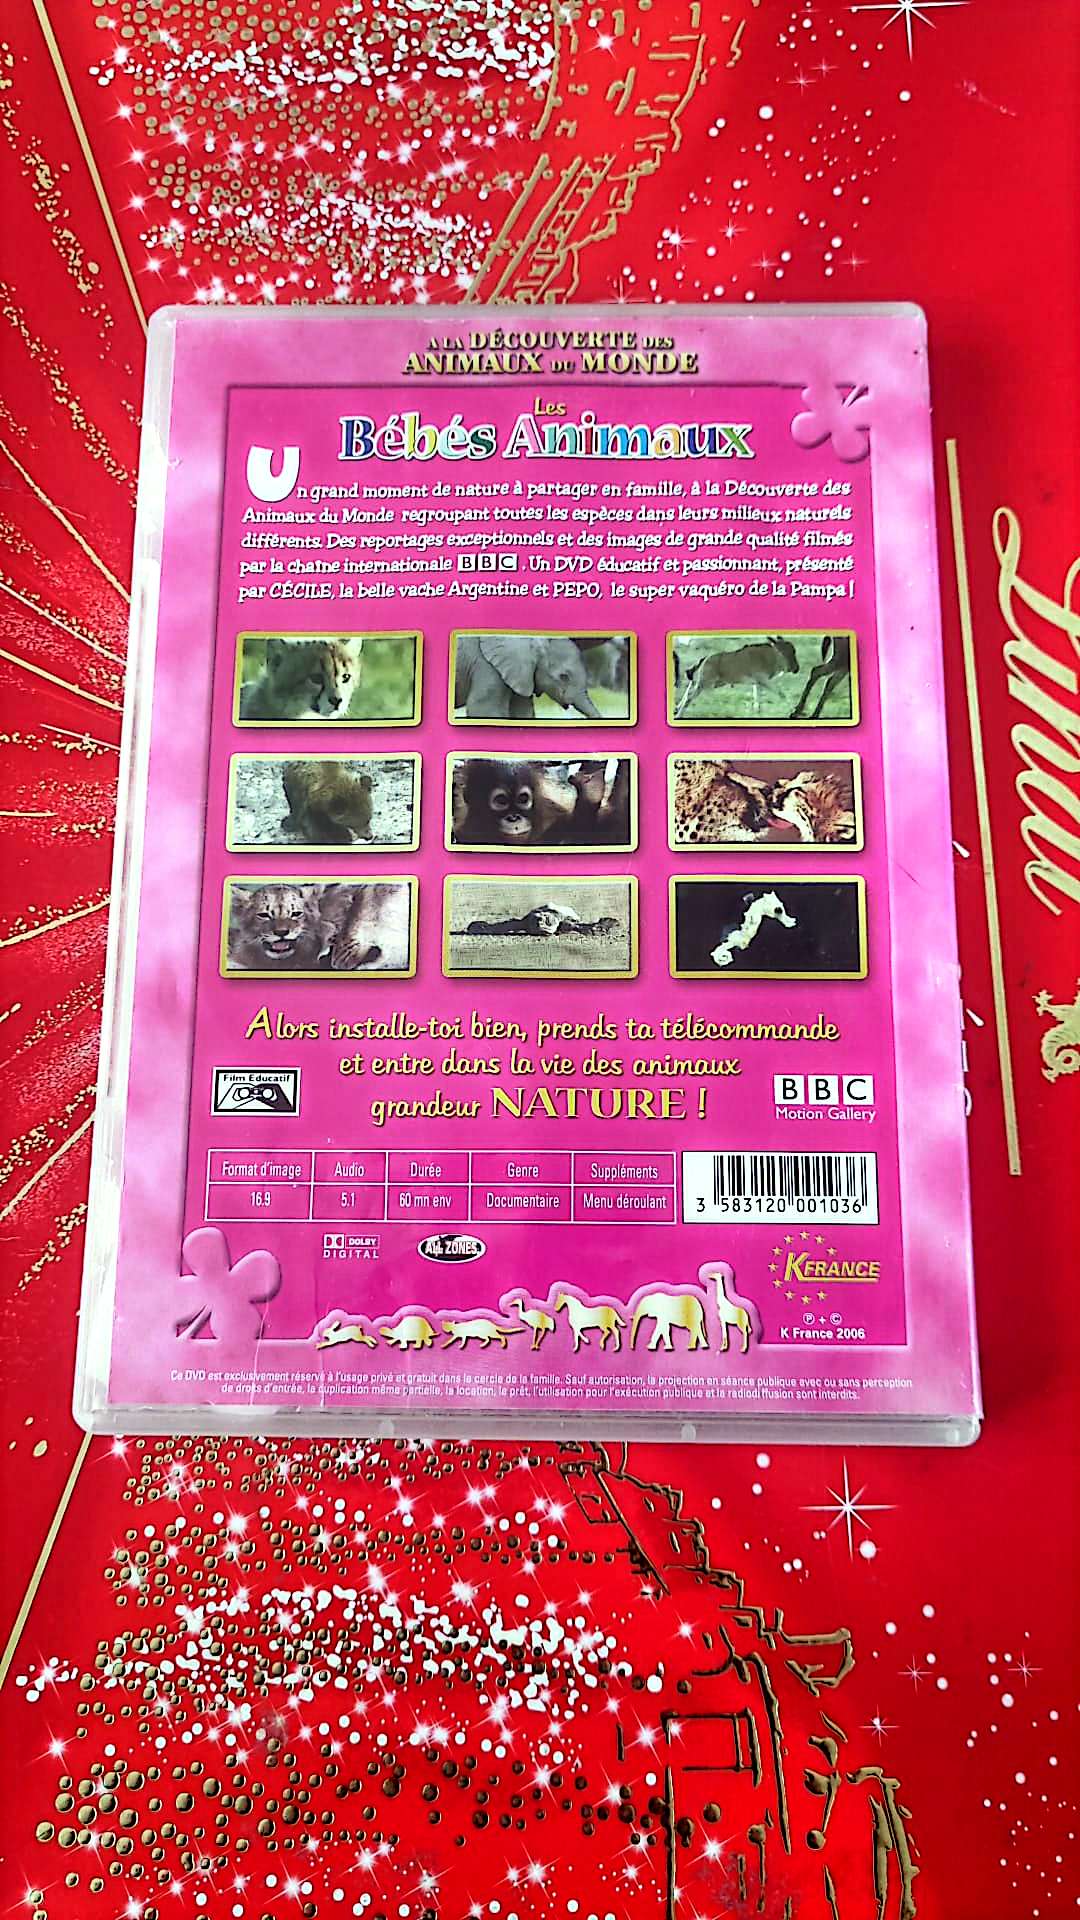 A LA DÉCOUVERTE DES
ANIMAUX DU MONDE
Les
Bébés Animaux
Un grand moment de nature à partager en famille, à la Découverte des
Animaux du Monde regroupant toutes les espèces dans leurs milieux naturels
différents. Des reportages exceptionnels et des images de grande qualité filmés
par la chaîne internationale BBC . Un DVD éducatif et passionnant, présenté
par CÉCILE, la belle vache Argentine et PEPO, le super vaquéro de la Pampa !
Alors installe-toi bien, prends ta télécommande
et entre dans la vie des animaux
grandeur NATURE !
Film Educatif
BBC
Motion Gallery
Format d'image Audio Durée Genre Suppléments
16.9 5.1 60 mn env Documentaire Menu déroulant
3 583120 001036
DOLBY
DIGITAL
ALL ZONES
KFRANCE
℗ + ©
K France 2006
Ce DVD est exclusivement réservé à l'usage privé et gratuit dans le cercle de la famille. Sauf autorisation, la projection en séance publique avec ou sans perception
de droits d'entrée, la duplication même partielle, la location, le prêt, l'utilisation pour l'exécution publique et la radiodiffusion sont interdits.
Lindt